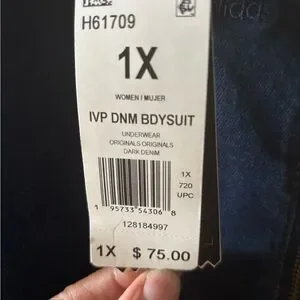 H61709
1X
WOMEN / MUJER
IVP DNM BDYSUIT
UNDERWEAR
ORIGINALS ORIGINALS
DARK DENIM
1X
720
UPC
1 95733 54306 8
128184997
1X $ 75.00